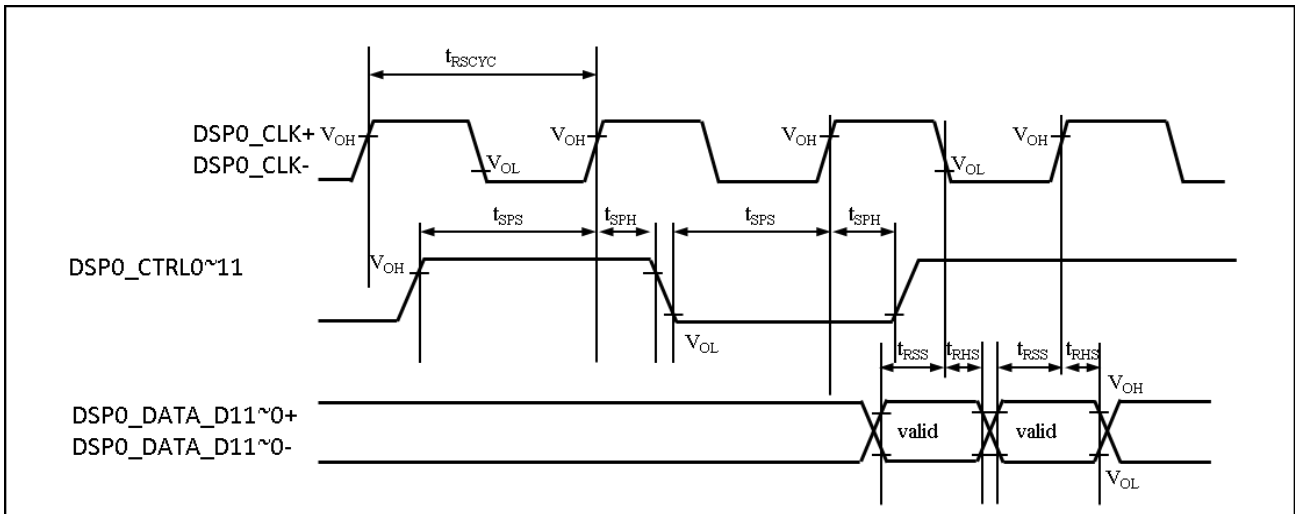 tRSCYC
DSP0_CLK+ VOH VOH VOH VOH
DSP0_CLK- VOL VOL
tSPS tSPH tSPS tSPH
DSP0_CTRL0~11 VOH
VOL
tRSS tRHS tRSS tRHS
VOH
DSP0_DATA_D11~0+
valid valid
DSP0_DATA_D11~0-
VOL